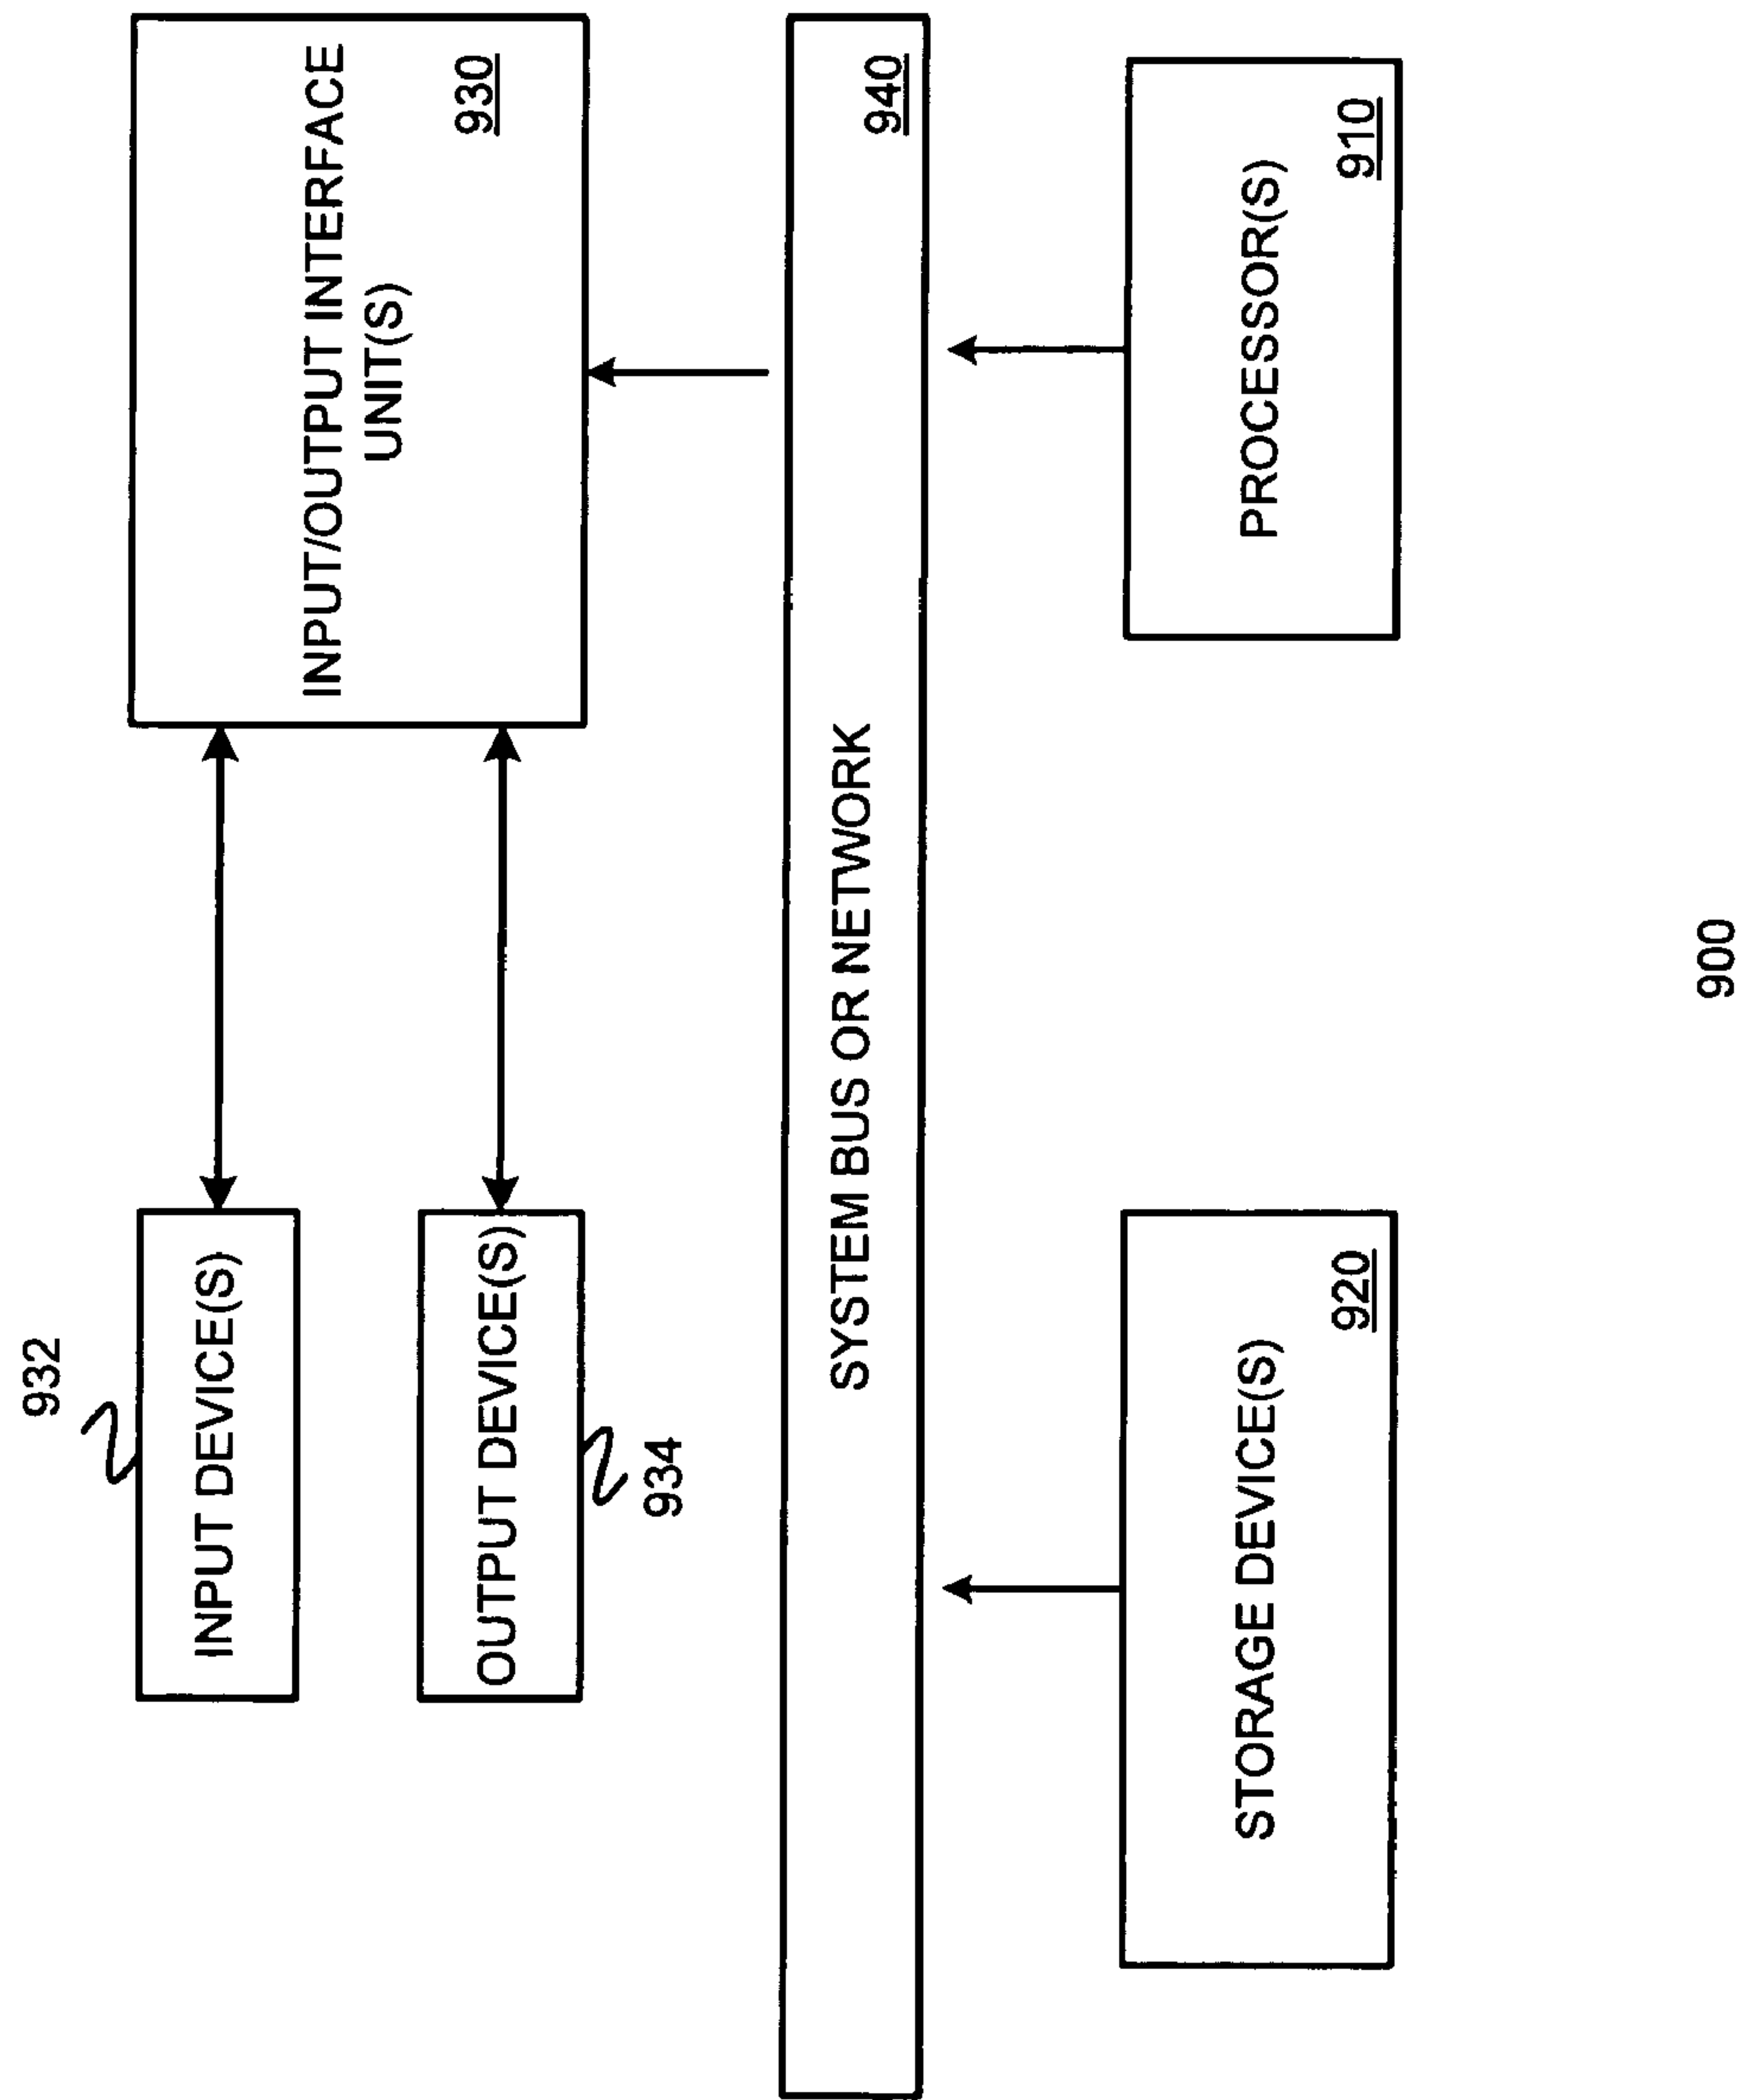 932
INPUT DEVICE(S)
INPUT/OUTPUT INTERFACE
UNIT(S)
930
OUTPUT DEVICE(S)
934
SYSTEM BUS OR NETWORK
940
STORAGE DEVICE(S)
920
PROCESSOR(S)
910
900